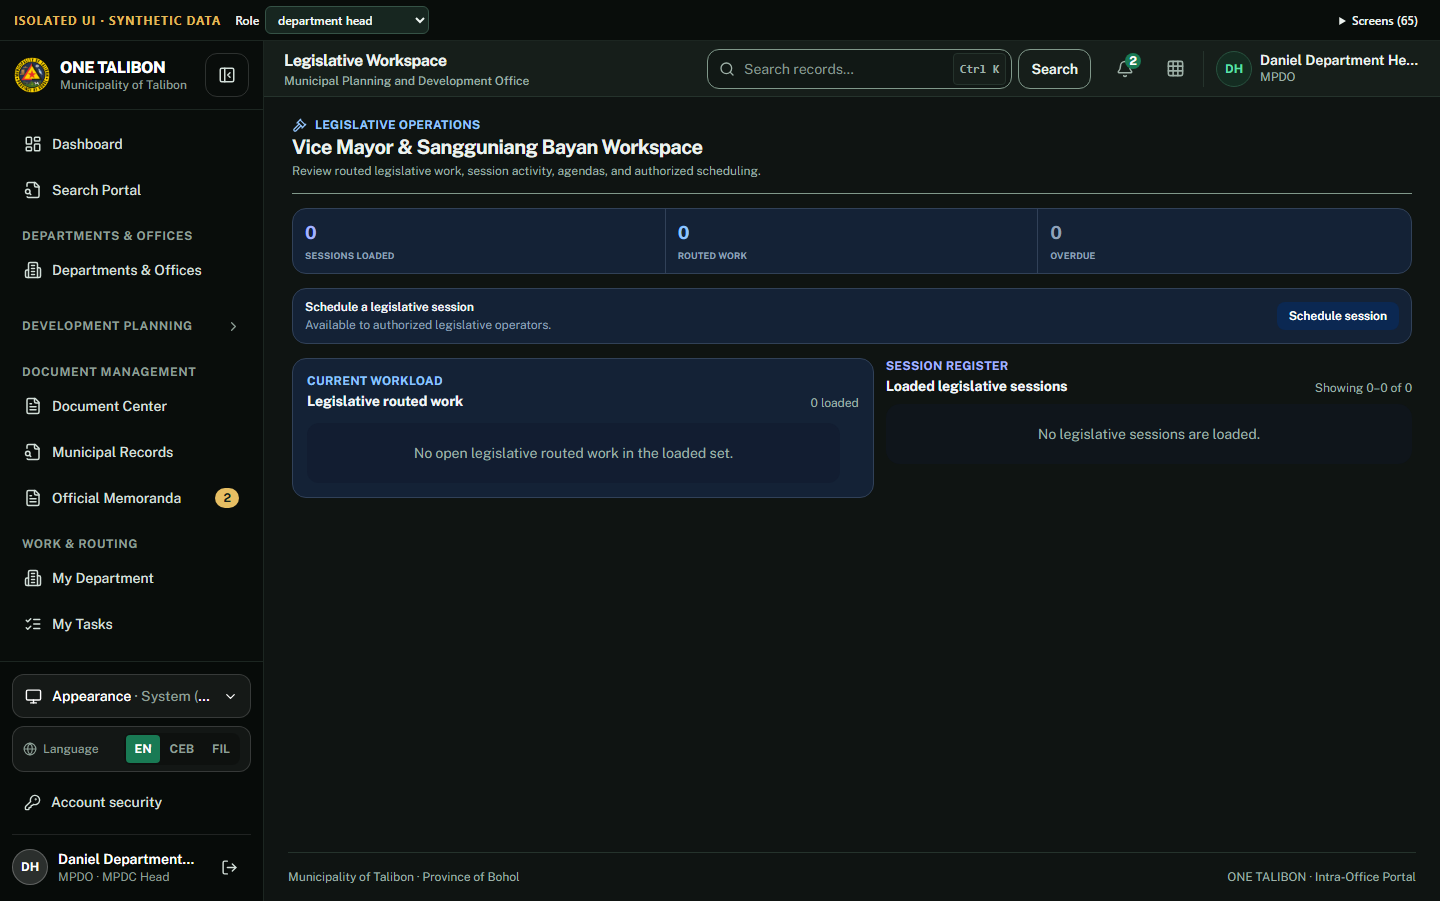 ISOLATED UI · SYNTHETIC DATA Role department head
Screens (65)
ONE TALIBON
Municipality of Talibon
Legislative Workspace
Municipal Planning and Development Office
Search records... Ctrl K
Search
2
DH
Daniel Department He...
MPDO
Dashboard
Search Portal
DEPARTMENTS & OFFICES
Departments & Offices
DEVELOPMENT PLANNING
DOCUMENT MANAGEMENT
Document Center
Municipal Records
Official Memoranda 2
WORK & ROUTING
My Department
My Tasks
Appearance · System (...
Language EN CEB FIL
Account security
DH
Daniel Department...
MPDO · MPDC Head
LEGISLATIVE OPERATIONS
Vice Mayor & Sangguniang Bayan Workspace
Review routed legislative work, session activity, agendas, and authorized scheduling.
0
SESSIONS LOADED
0
ROUTED WORK
0
OVERDUE
Schedule a legislative session
Available to authorized legislative operators.
Schedule session
CURRENT WORKLOAD
Legislative routed work
0 loaded
No open legislative routed work in the loaded set.
SESSION REGISTER
Loaded legislative sessions
Showing 0–0 of 0
No legislative sessions are loaded.
Municipality of Talibon · Province of Bohol
ONE TALIBON · Intra-Office Portal